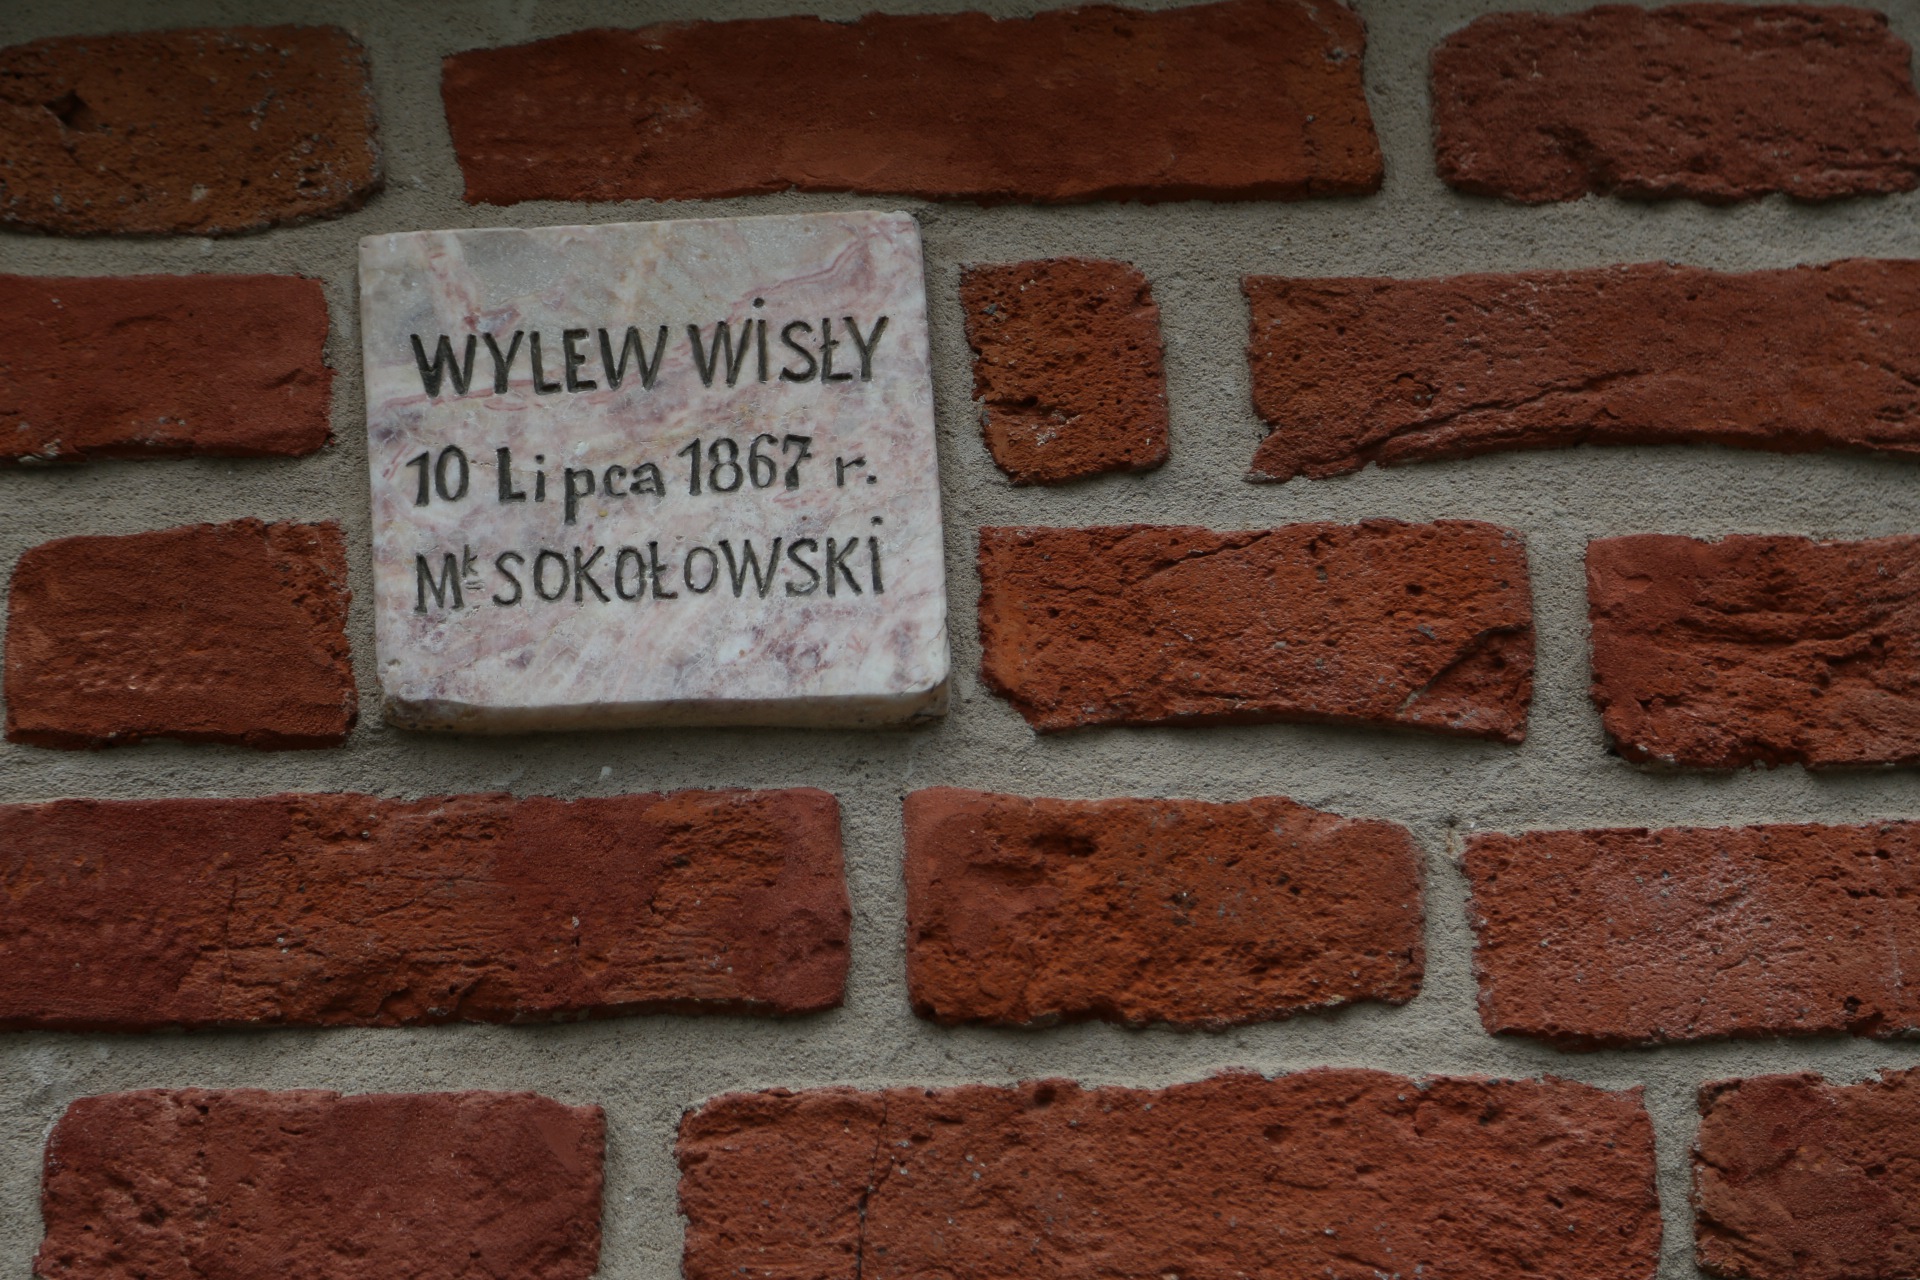 WYLEW WiSŁY
10 Lipca 1867 r.
Mk SOKOŁOWSKi